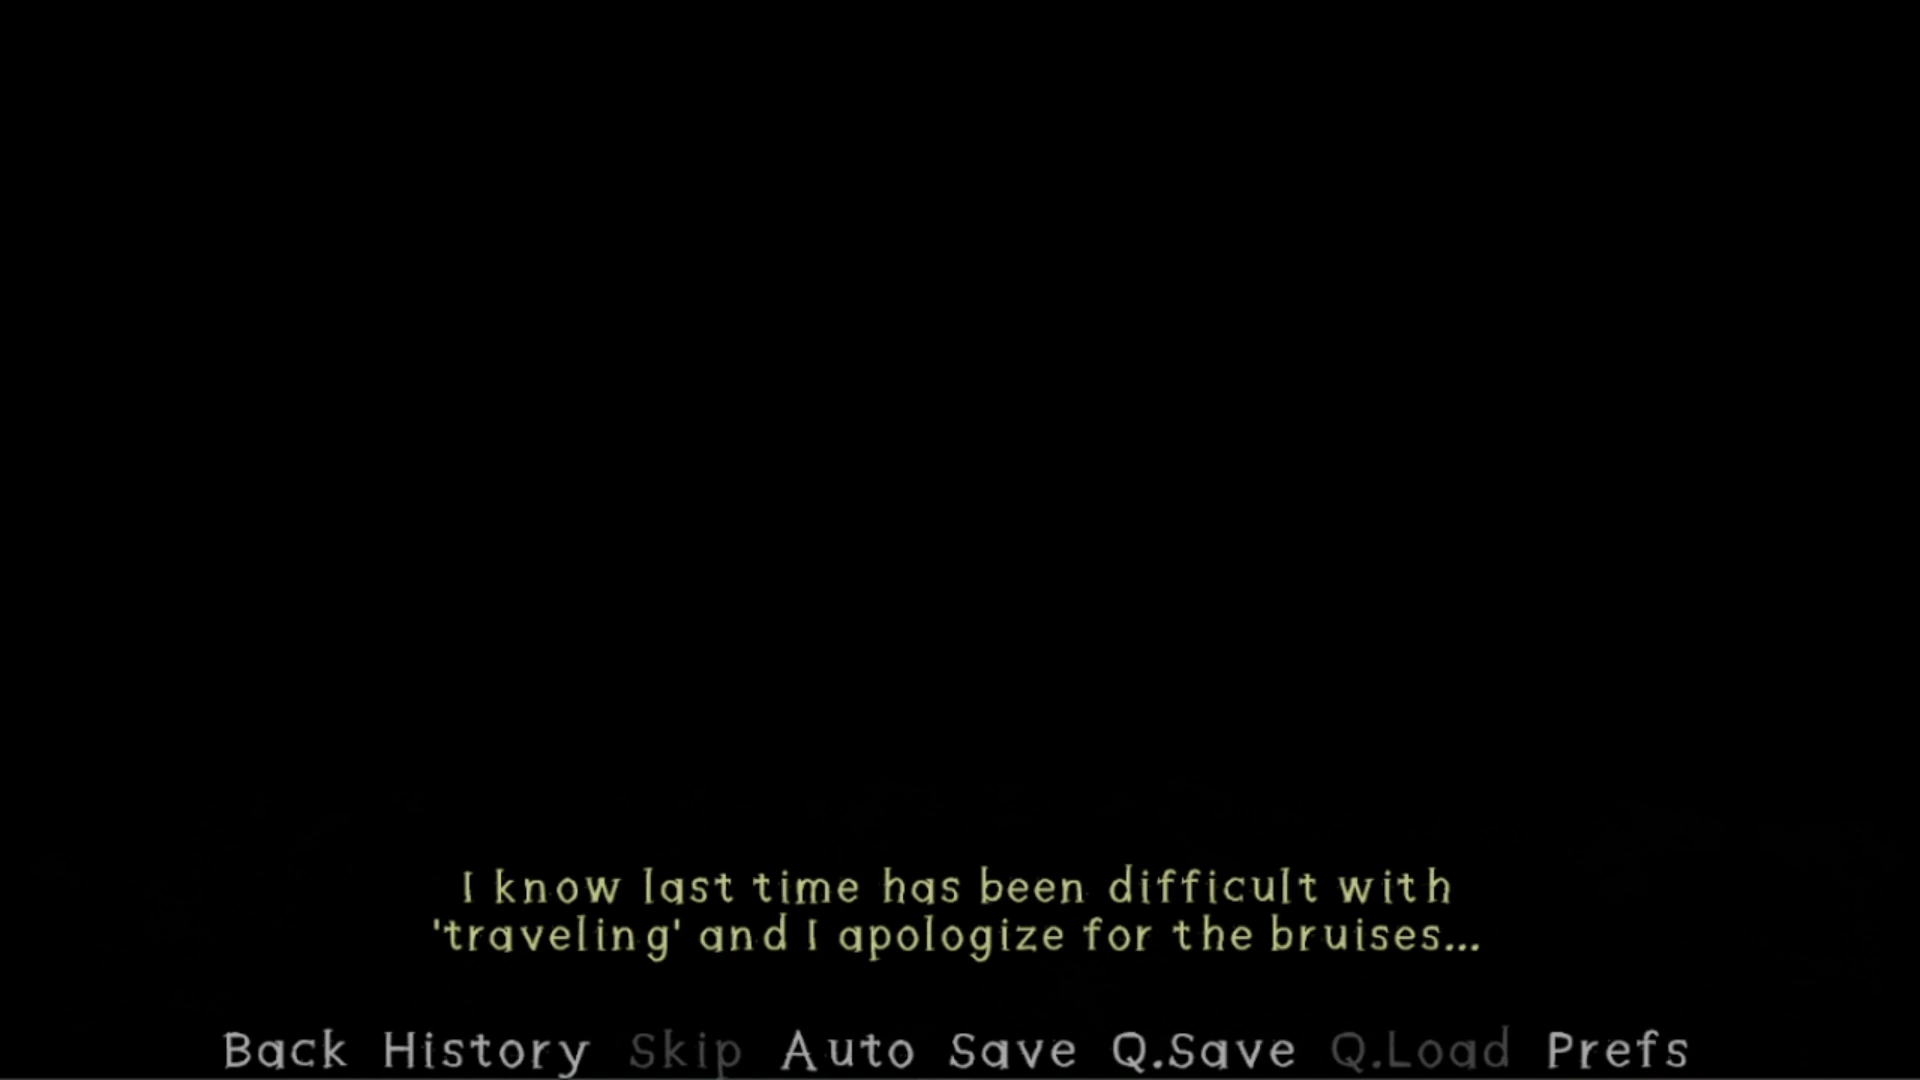 I know last time has been difficult with
'traveling' and I apologize for the bruises...
Back History Skip Auto Save Q.Save Q.Load Prefs